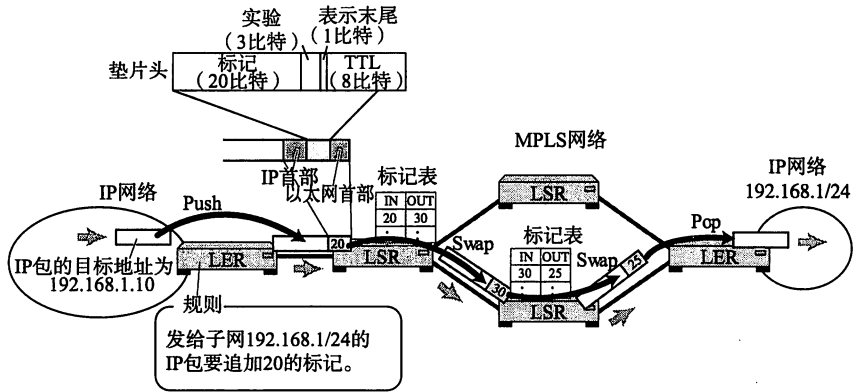 实验
（3比特）
表示末尾
（1比特）
垫片头
标记
（20比特）
TTL
（8比特）
MPLS网络
IP首部
以太网首部
标记表
IN OUT
20 30
LSR
IP网络
Push
IP包的目标地址为
192.168.1.10
LER
20
LSR
规则
发给子网192.168.1/24的
IP包要追加20的标记。
Swap
30
标记表
IN OUT
30 25
LSR
Swap
25
Pop
LER
IP网络
192.168.1/24